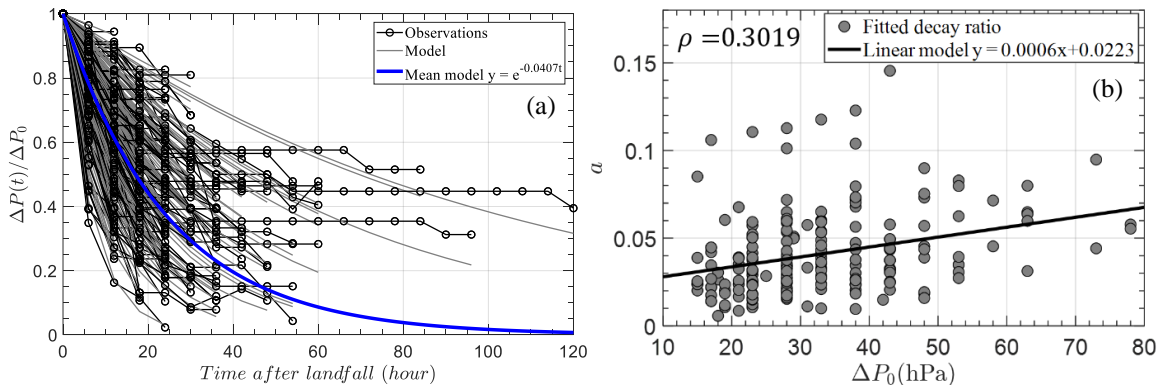 Observations
Model
Mean model y = e^-0.0407t
(a)
1
0.8
0.6
0.4
0.2
0
ΔP(t)/ΔP₀
0 20 40 60 80 100 120
Time after landfall (hour)
ρ =0.3019
Fitted decay ratio
Linear model y = 0.0006x+0.0223
(b)
0.15
0.1
0.05
0
a
10 20 30 40 50 60 70 80
ΔP₀(hPa)